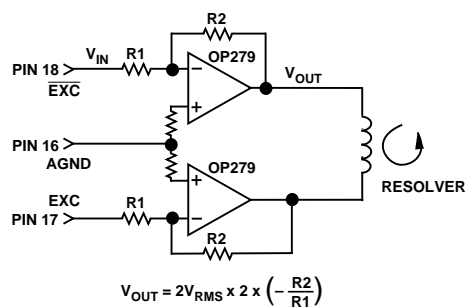 R2
V_IN R1 OP279
PIN 18
EXC
V_OUT
PIN 16
AGND
OP279
RESOLVER
EXC R1
PIN 17
R2
V_OUT = 2V_RMS x 2 x (− R2/R1)